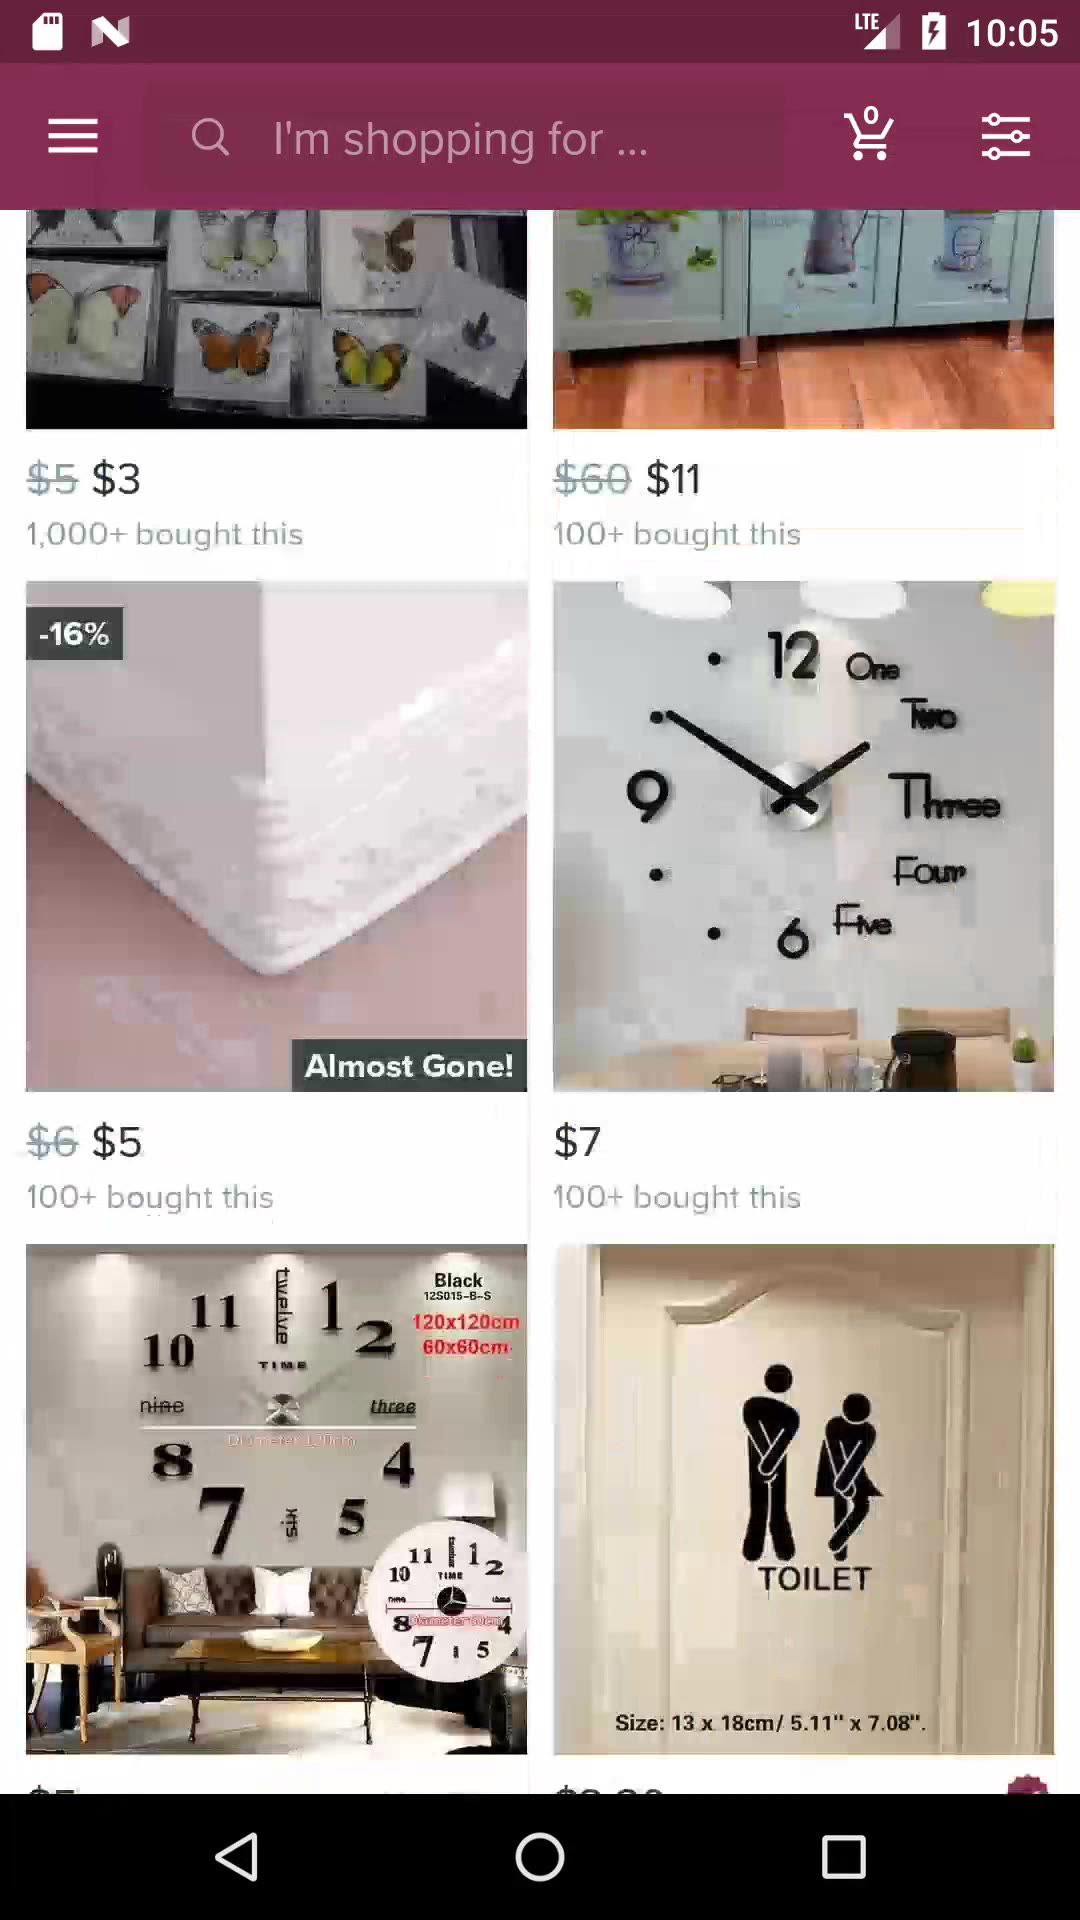 LTE 10:05
I'm shopping for ...
0
$5 $3
1,000+ bought this
$60 $11
100+ bought this
-16%
Almost Gone!
12 One
Two
9 Three
Four
6 Five
$6 $5
100+ bought this
$7
100+ bought this
Black
12S015-B-S
120x120cm
60x60cm
twelve
11 1
10 2
TIME
nine three
Diameter 120cm
8 4
7 six 5
11 1
10 2
TIME
8 4
7 5
TOILET
Size: 13 x 18cm/ 5.11" x 7.08".